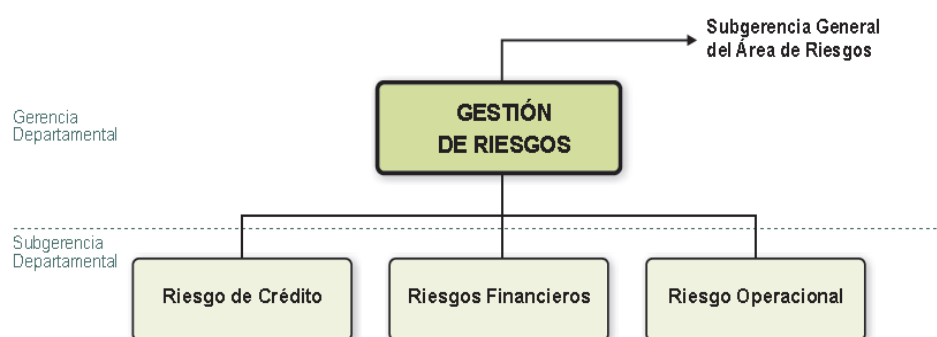 Subgerencia General
del Área de Riesgos
Gerencia
Departamental
GESTIÓN
DE RIESGOS
Subgerencia
Departamental
Riesgo de Crédito
Riesgos Financieros
Riesgo Operacional